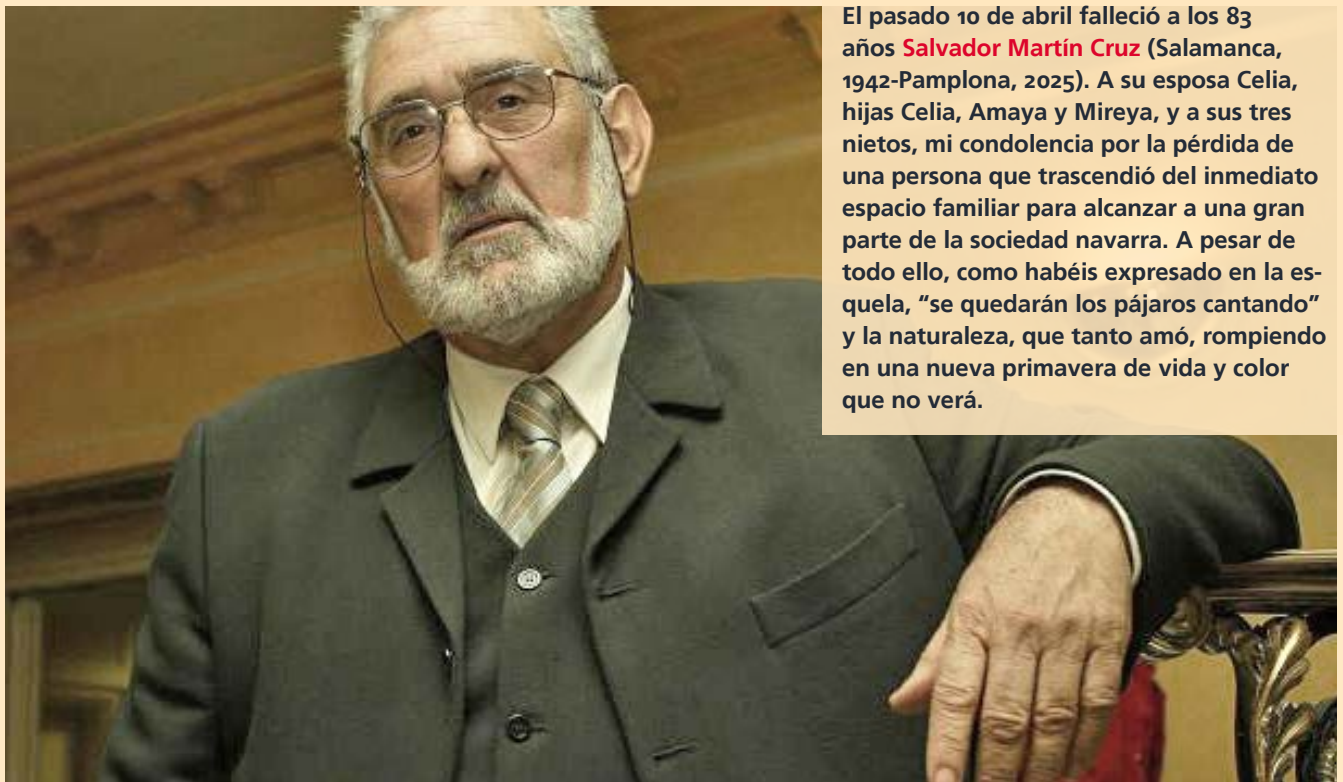 El pasado 10 de abril falleció a los 83
años Salvador Martín Cruz (Salamanca,
1942-Pamplona, 2025). A su esposa Celia,
hijas Celia, Amaya y Mireya, y a sus tres
nietos, mi condolencia por la pérdida de
una persona que trascendió del inmediato
espacio familiar para alcanzar a una gran
parte de la sociedad navarra. A pesar de
todo ello, como habéis expresado en la es-
quela, “se quedarán los pájaros cantando”
y la naturaleza, que tanto amó, rompiendo
en una nueva primavera de vida y color
que no verá.